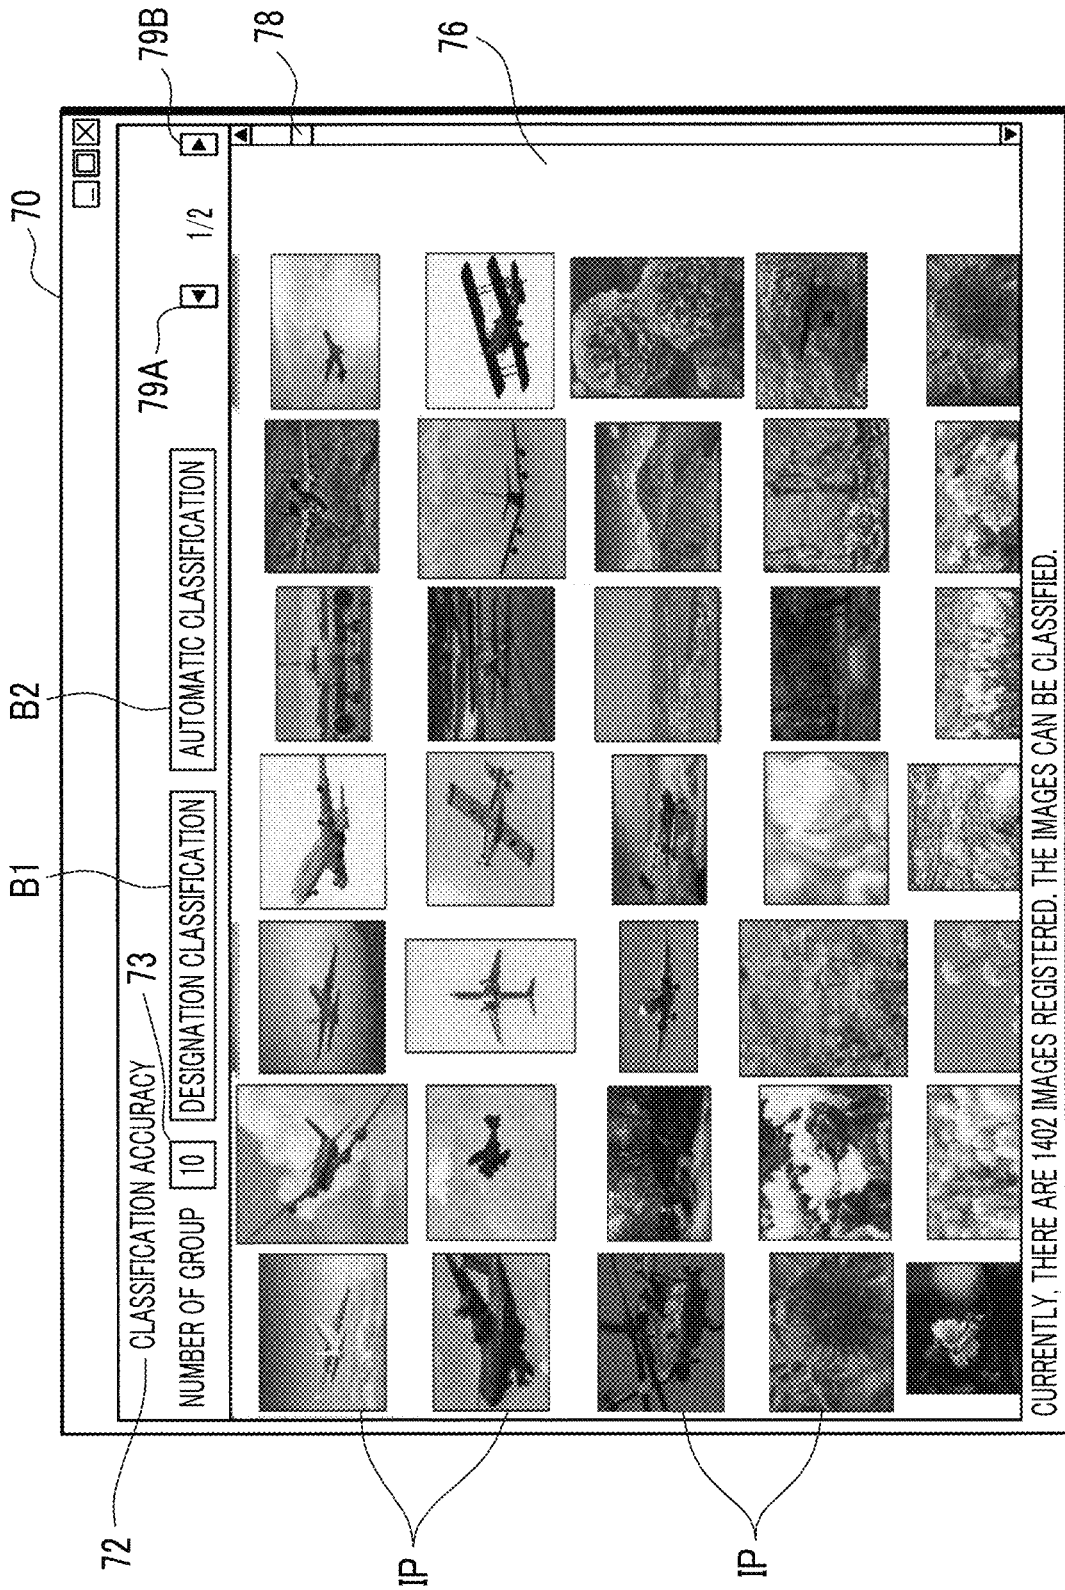 70
79B
78
76
B1
B2
79A
72
73
CLASSIFICATION ACCURACY
NUMBER OF GROUP 10 DESIGNATION CLASSIFICATION AUTOMATIC CLASSIFICATION 1/2
IP
IP
CURRENTLY, THERE ARE 1402 IMAGES REGISTERED. THE IMAGES CAN BE CLASSIFIED.